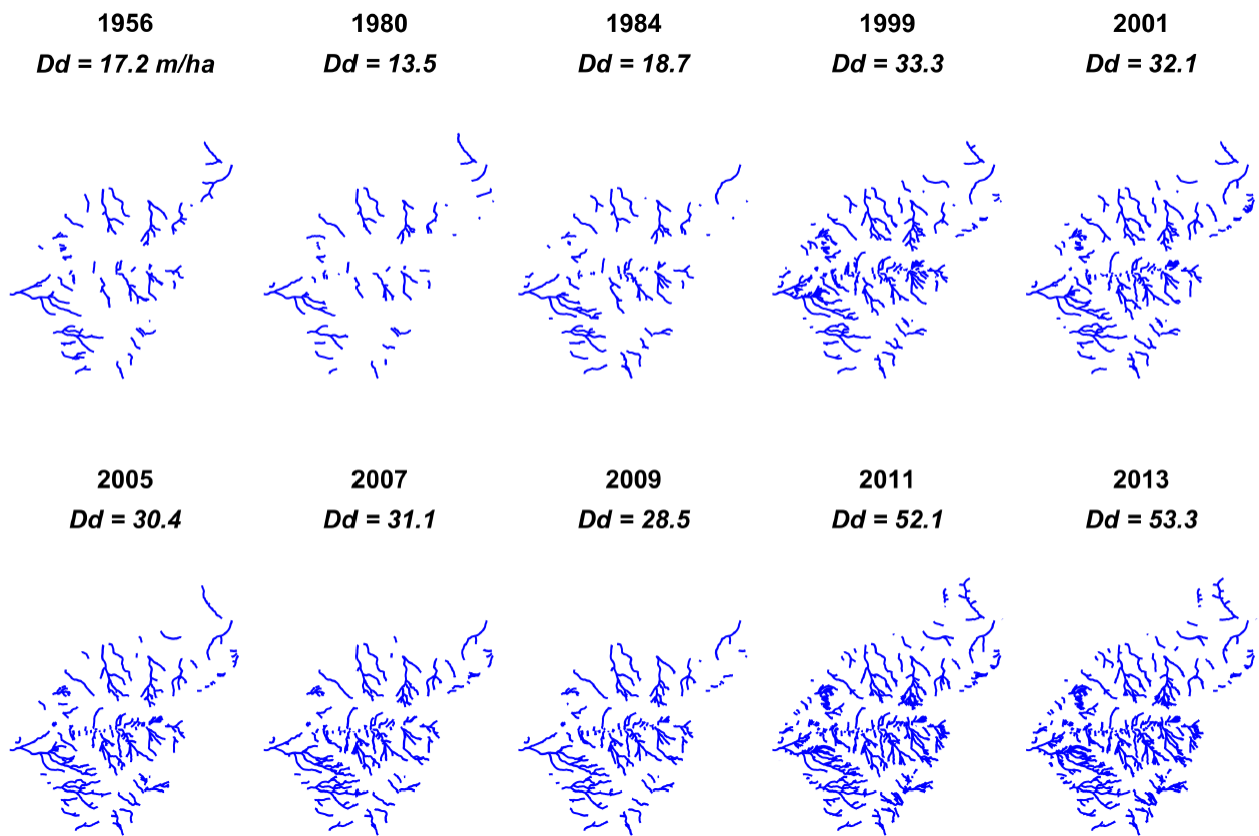 1956 1980 1984 1999 2001
Dd = 17.2 m/ha Dd = 13.5 Dd = 18.7 Dd = 33.3 Dd = 32.1
2005 2007 2009 2011 2013
Dd = 30.4 Dd = 31.1 Dd = 28.5 Dd = 52.1 Dd = 53.3